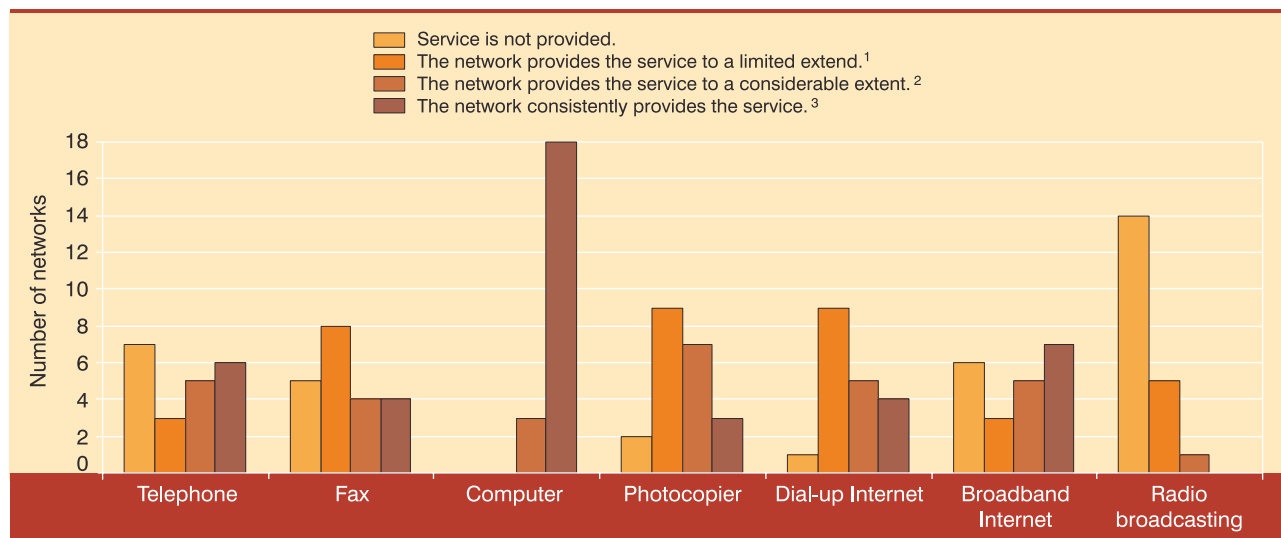 Service is not provided.
The network provides the service to a limited extend.¹
The network provides the service to a considerable extent.²
The network consistently provides the service.³
Number of networks
18
16
14
12
10
8
6
4
2
0
Telephone
Fax
Computer
Photocopier
Dial-up Internet
Broadband
Internet
Radio
broadcasting